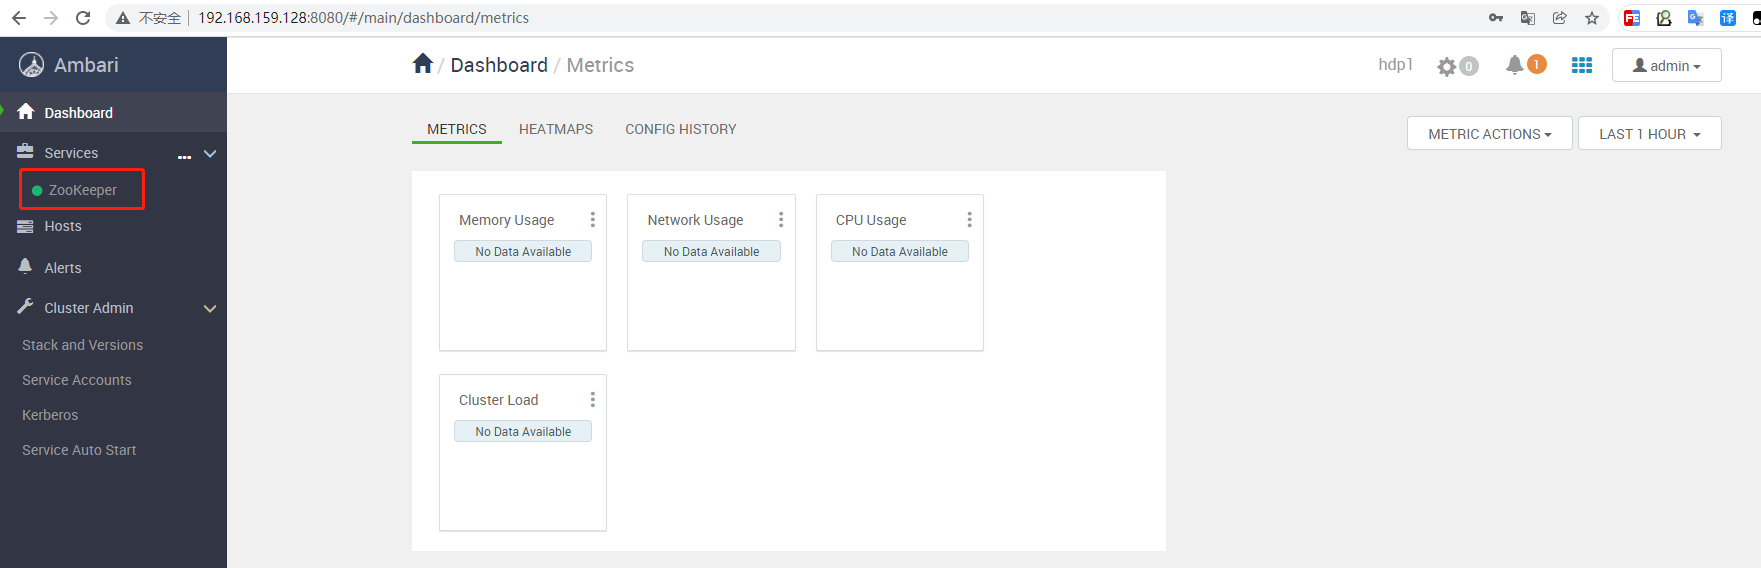 不安全 192.168.159.128:8080/#/main/dashboard/metrics
Ambari
/ Dashboard / Metrics
hdp1 0 1 admin
Dashboard
METRICS HEATMAPS CONFIG HISTORY
METRIC ACTIONS LAST 1 HOUR
Services ...
ZooKeeper
Hosts
Alerts
Cluster Admin
Stack and Versions
Service Accounts
Kerberos
Service Auto Start
Memory Usage
No Data Available
Network Usage
No Data Available
CPU Usage
No Data Available
Cluster Load
No Data Available
译